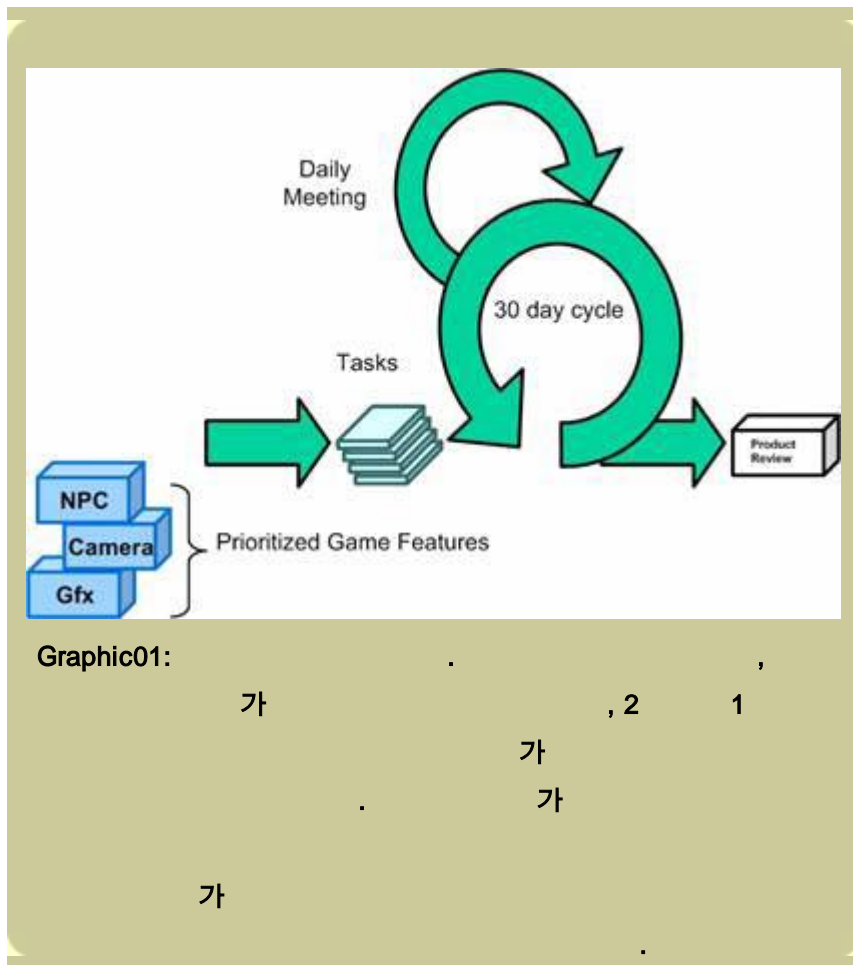 Daily
Meeting
30 day cycle
Tasks
Product
Review
NPC
Camera
Gfx
Prioritized Game Features
Graphic01: . ,
가 , 2 1
가
. 가
가
.